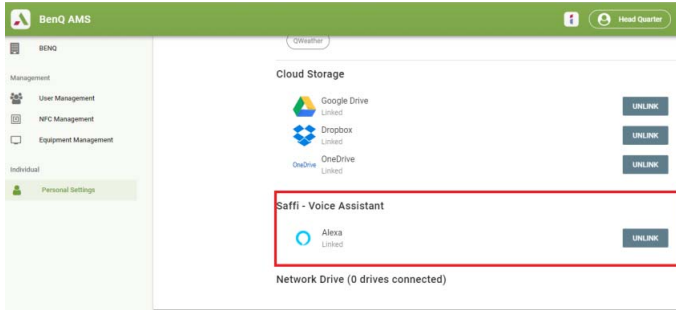 BenQ AMS
Head Quarter
BENQ
Management
User Management
NFC Management
Equipment Management
Individual
Personal Settings
QWeather
Cloud Storage
Google Drive
Linked
UNLINK
Dropbox
Linked
UNLINK
OneDrive
OneDrive
Linked
UNLINK
Saffi - Voice Assistant
Alexa
Linked
UNLINK
Network Drive (0 drives connected)